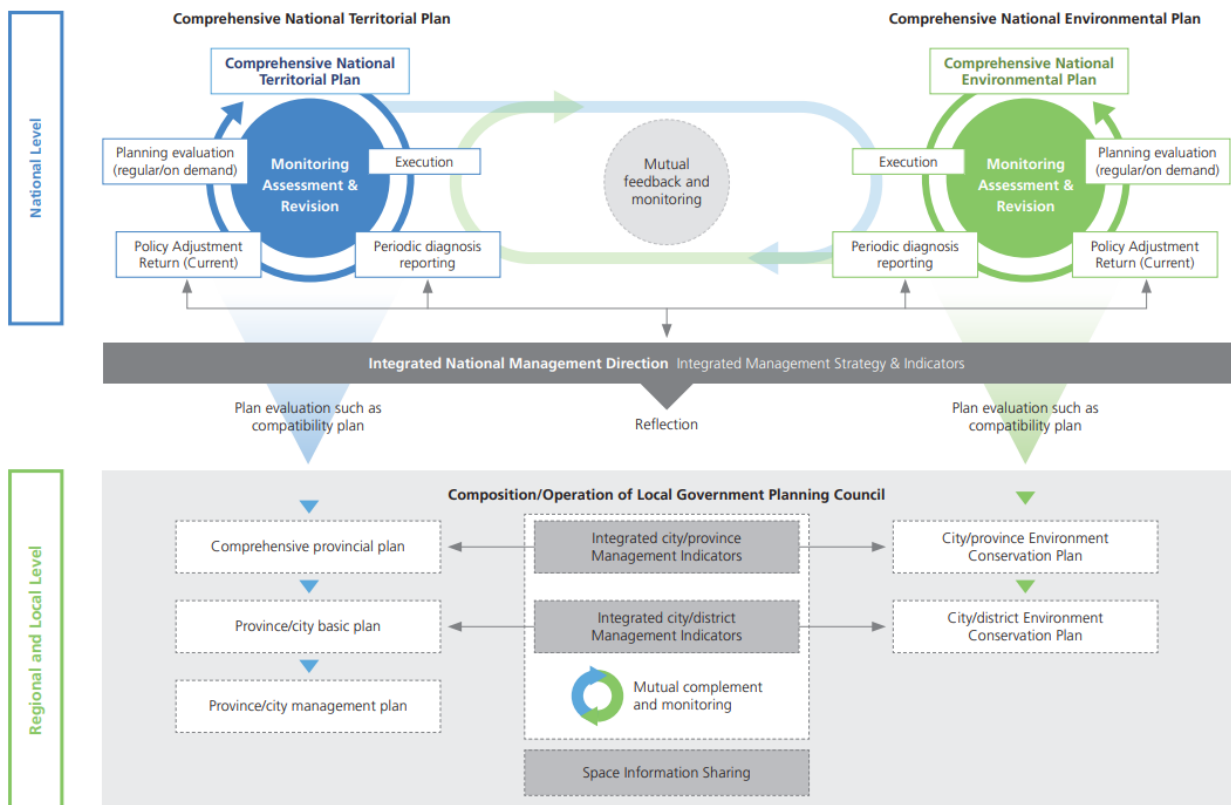 Comprehensive National Territorial Plan
Comprehensive National Environmental Plan
National Level
Comprehensive National
Territorial Plan
Planning evaluation
(regular/on demand)
Monitoring
Assessment &
Revision
Execution
Policy Adjustment
Return (Current)
Periodic diagnosis
reporting
Mutual
feedback and
monitoring
Comprehensive National
Environmental Plan
Execution
Monitoring
Assessment &
Revision
Planning evaluation
(regular/on demand)
Periodic diagnosis
reporting
Policy Adjustment
Return (Current)
Integrated National Management Direction Integrated Management Strategy & Indicators
Plan evaluation such as
compatibility plan
Reflection
Plan evaluation such as
compatibility plan
Regional and Local Level
Composition/Operation of Local Government Planning Council
Comprehensive provincial plan
Integrated city/province
Management Indicators
City/province Environment
Conservation Plan
Province/city basic plan
Integrated city/district
Management Indicators
City/district Environment
Conservation Plan
Province/city management plan
Mutual complement
and monitoring
Space Information Sharing